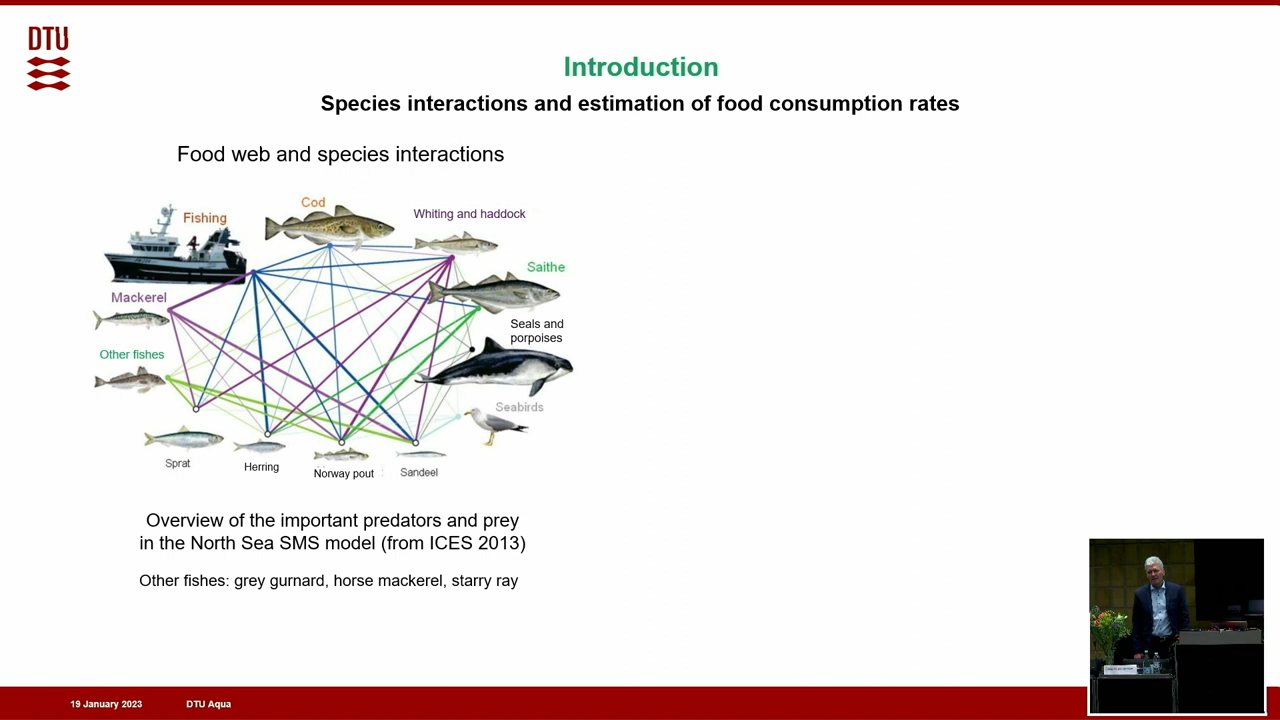 DTU
Introduction
Species interactions and estimation of food consumption rates
Food web and species interactions
Cod
Fishing
Whiting and haddock
Saithe
Mackerel
Seals and
porpoises
Other fishes
Seabirds
Sprat
Herring
Norway pout
Sandeel
Overview of the important predators and prey
in the North Sea SMS model (from ICES 2013)
Other fishes: grey gurnard, horse mackerel, starry ray
19 January 2023
DTU Aqua